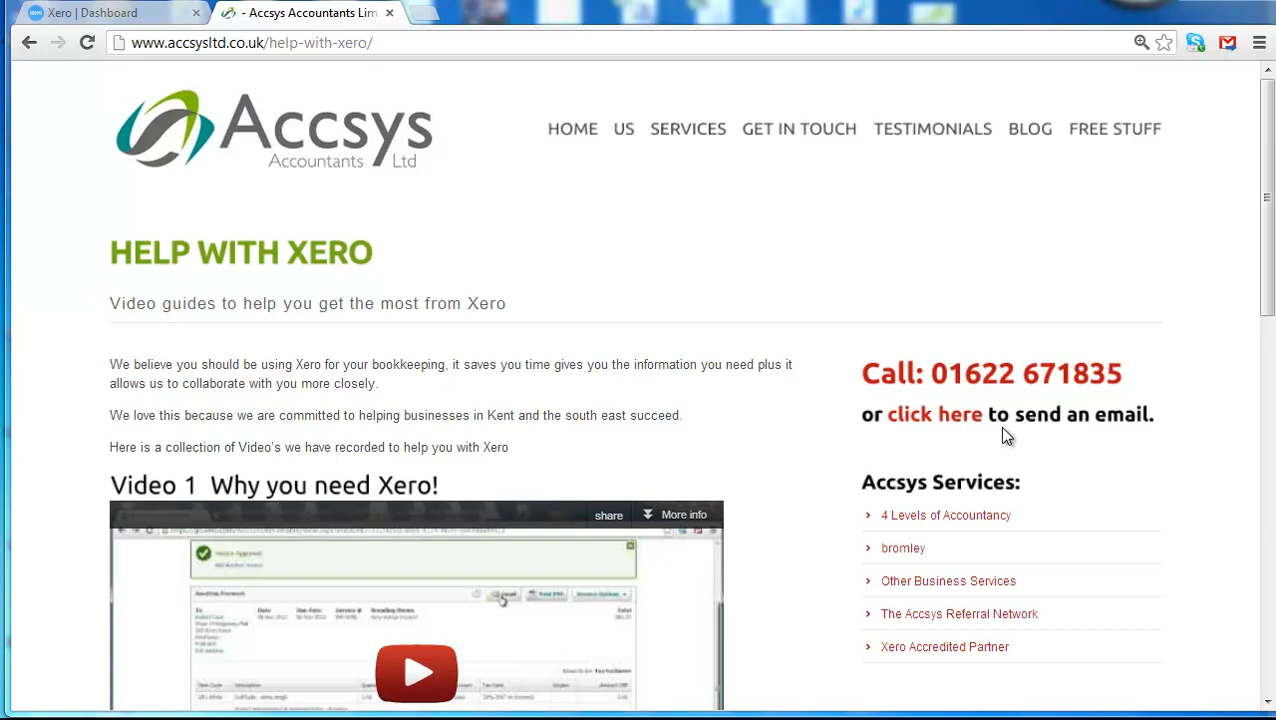 Xero | Dashboard
- Accsys Accountants Lim
www.accsysltd.co.uk/help-with-xero/
Accsys
Accountants Ltd
HOME US SERVICES GET IN TOUCH TESTIMONIALS BLOG FREE STUFF
HELP WITH XERO
Video guides to help you get the most from Xero
We believe you should be using Xero for your bookkeeping, it saves you time gives you the information you need plus it
allows us to collaborate with you more closely.
We love this because we are committed to helping businesses in Kent and the south east succeed.
Here is a collection of Video's we have recorded to help you with Xero
Video 1 Why you need Xero!
share More info
Call: 01622 671835
or click here to send an email.
Accsys Services:
4 Levels of Accountancy
bromley
Other Business Services
The Accsys Referral Network
Xero Accredited Partner